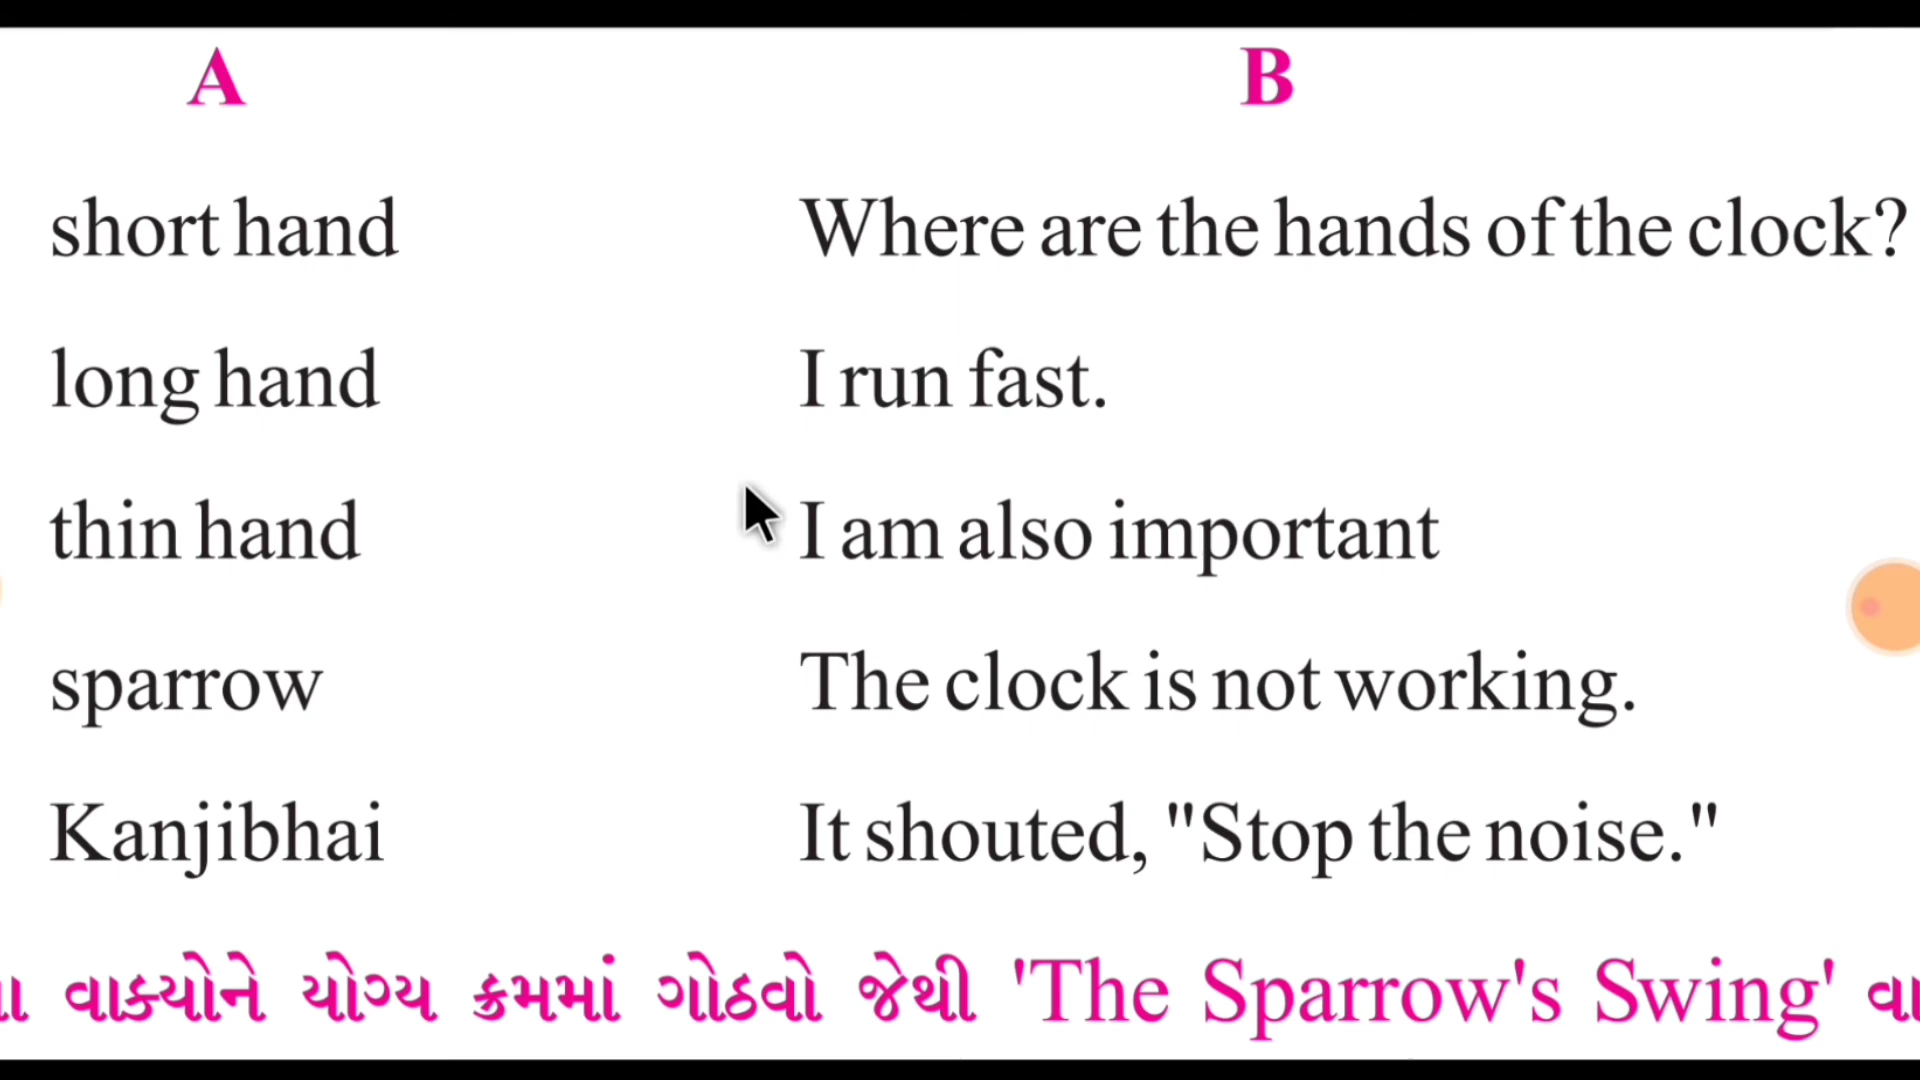 A B
short hand Where are the hands of the clock?
long hand I run fast.
thin hand I am also important
sparrow The clock is not working.
Kanjibhai It shouted, "Stop the noise."
વાક્યોને યોગ્ય ક્રમમાં ગોઠવો જેથી 'The Sparrow's Swing'